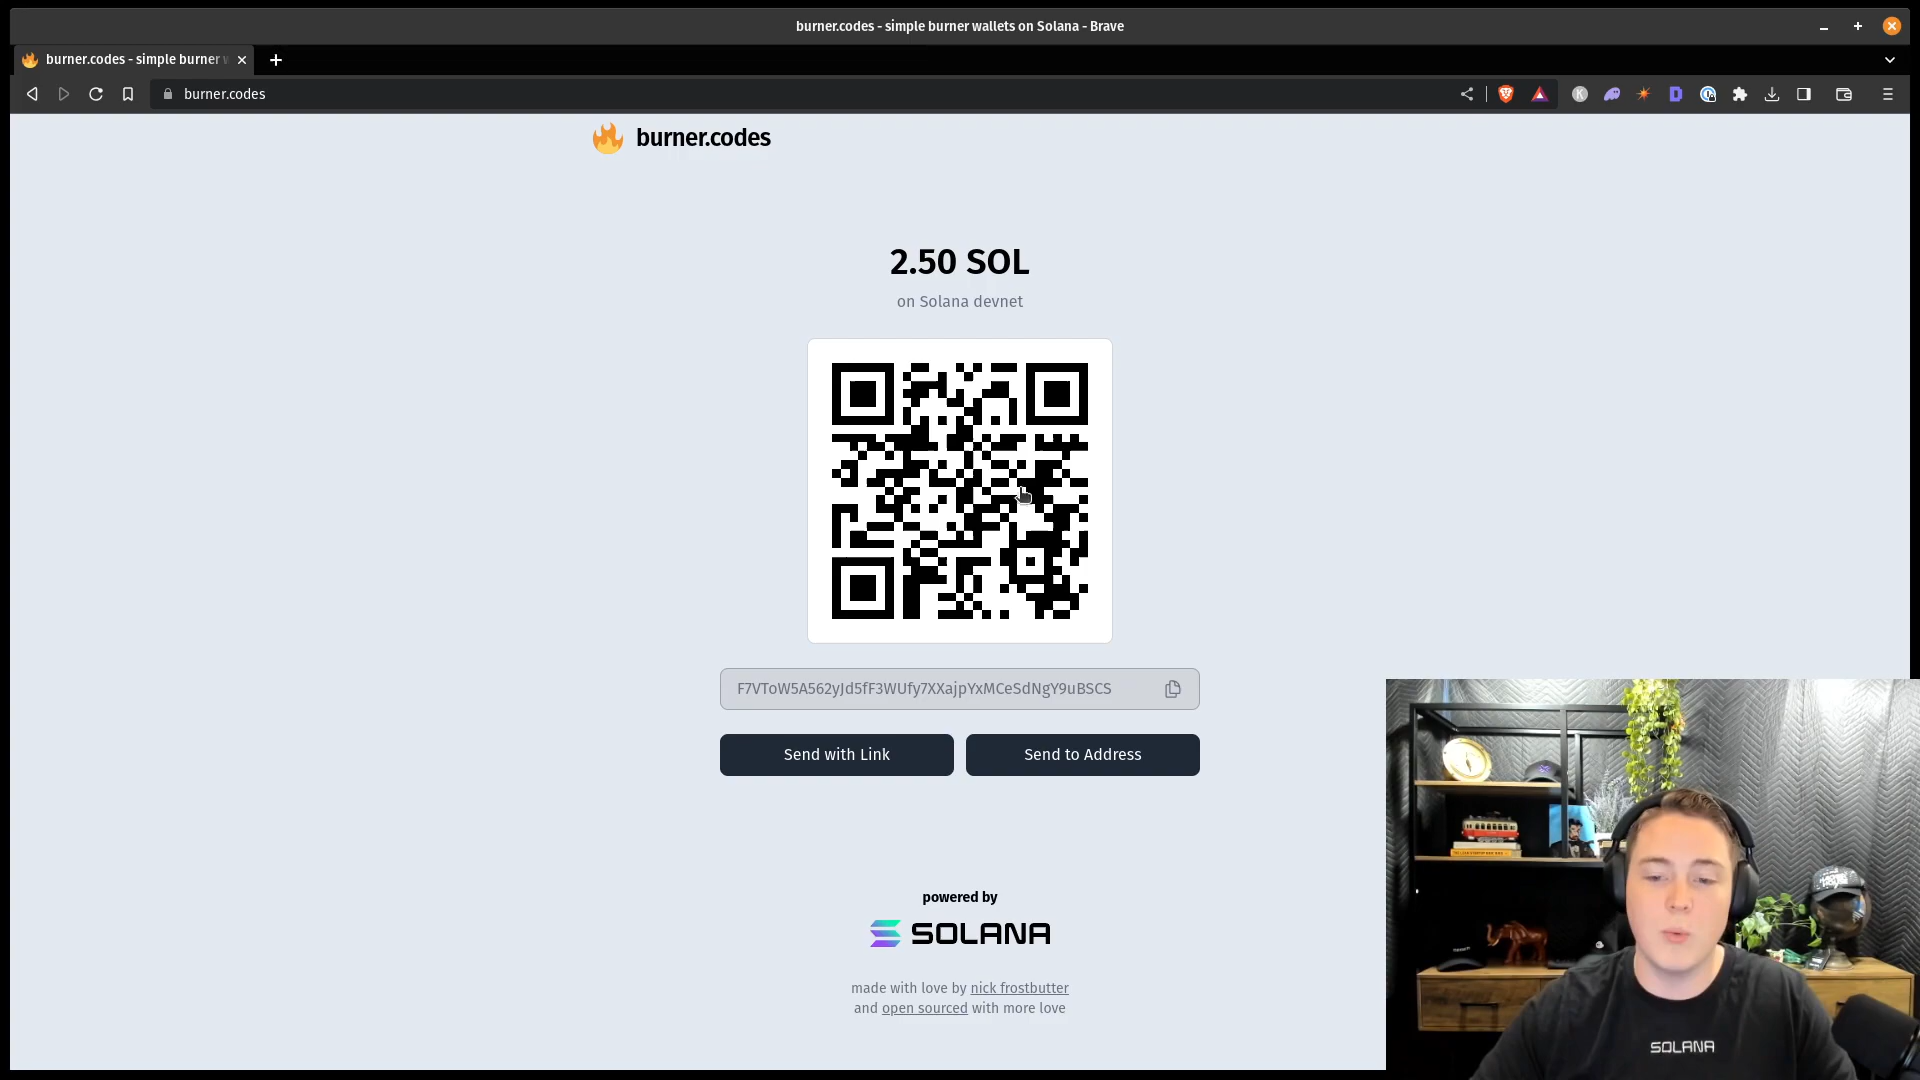 burner.codes - simple burner wallets on Solana - Brave
burner.codes - simple burner w
burner.codes
burner.codes
2.50 SOL
on Solana devnet
F7VToW5A562yJd5fF3WUfy7XXajpYxMCeSdNgY9uBSCS
Send with Link
Send to Address
powered by
SOLANA
made with love by nick frostbutter
and open sourced with more love
SOLANA